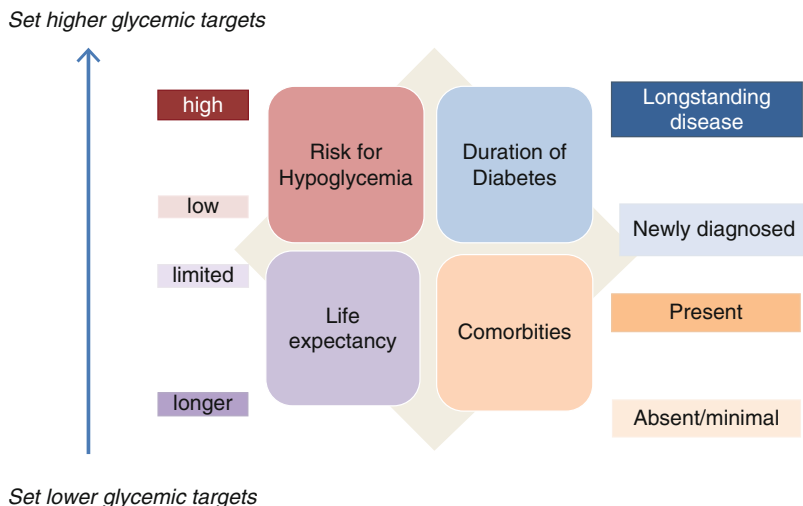 Set higher glycemic targets
high
Risk for
Hypoglycemia
Duration of
Diabetes
Longstanding
disease
low
Newly diagnosed
limited
Life
expectancy
Comorbities
Present
longer
Absent/minimal
Set lower glycemic targets